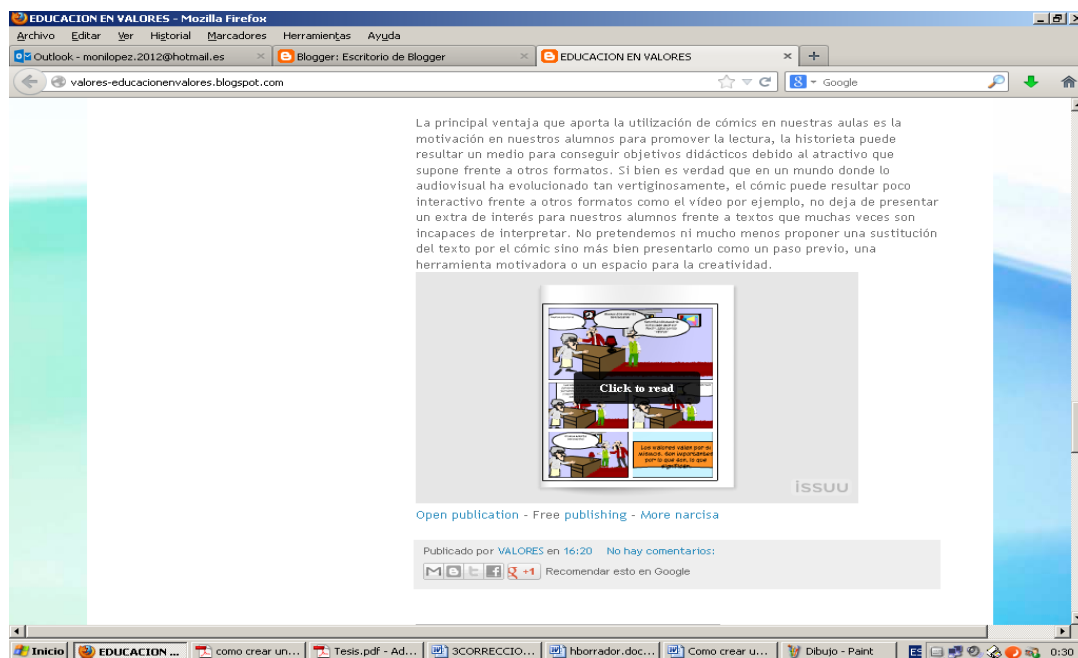 EDUCACION EN VALORES - Mozilla Firefox
Archivo Editar Ver Historial Marcadores Herramientas Ayuda
Outlook - monilopez.2012@hotmail.es × Blogger: Escritorio de Blogger × EDUCACION EN VALORES × +
valores-educacionenvalores.blogspot.com Google
La principal ventaja que aporta la utilización de cómics en nuestras aulas es la
motivación en nuestros alumnos para promover la lectura, la historieta puede
resultar un medio para conseguir objetivos didácticos debido al atractivo que
supone frente a otros formatos. Si bien es verdad que en un mundo donde lo
audiovisual ha evolucionado tan vertiginosamente, el cómic puede resultar poco
interactivo frente a otros formatos como el vídeo por ejemplo, no deja de presentar
un extra de interés para nuestros alumnos frente a textos que muchas veces son
incapaces de interpretar. No pretendemos ni mucho menos proponer una sustitución
del texto por el cómic sino más bien presentarlo como un paso previo, una
herramienta motivadora o un espacio para la creatividad.
Click to read
Los valores valen por si
mismos, son importantes
por lo que son, lo que
significan.
issuu
Open publication - Free publishing - More narcisa
Publicado por VALORES en 16:20 No hay comentarios:
+1 Recomendar esto en Google
Inicio EDUCACION ... como crear un... Tesis.pdf - Ad... 3CORRECCIO... hborrador.doc... Como crear u... Dibujo - Paint ES 0:30